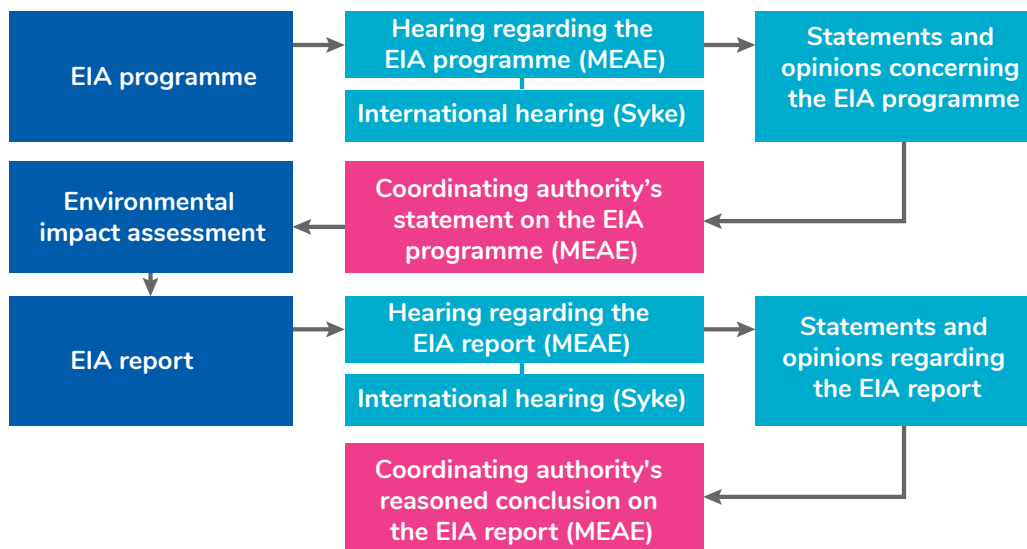 EIA programme
Hearing regarding the
EIA programme (MEAE)
International hearing (Syke)
Statements and
opinions concerning
the EIA programme
Environmental
impact assessment
Coordinating authority’s
statement on the EIA
programme (MEAE)
EIA report
Hearing regarding the
EIA report (MEAE)
International hearing (Syke)
Statements and
opinions regarding
the EIA report
Coordinating authority's
reasoned conclusion on
the EIA report (MEAE)